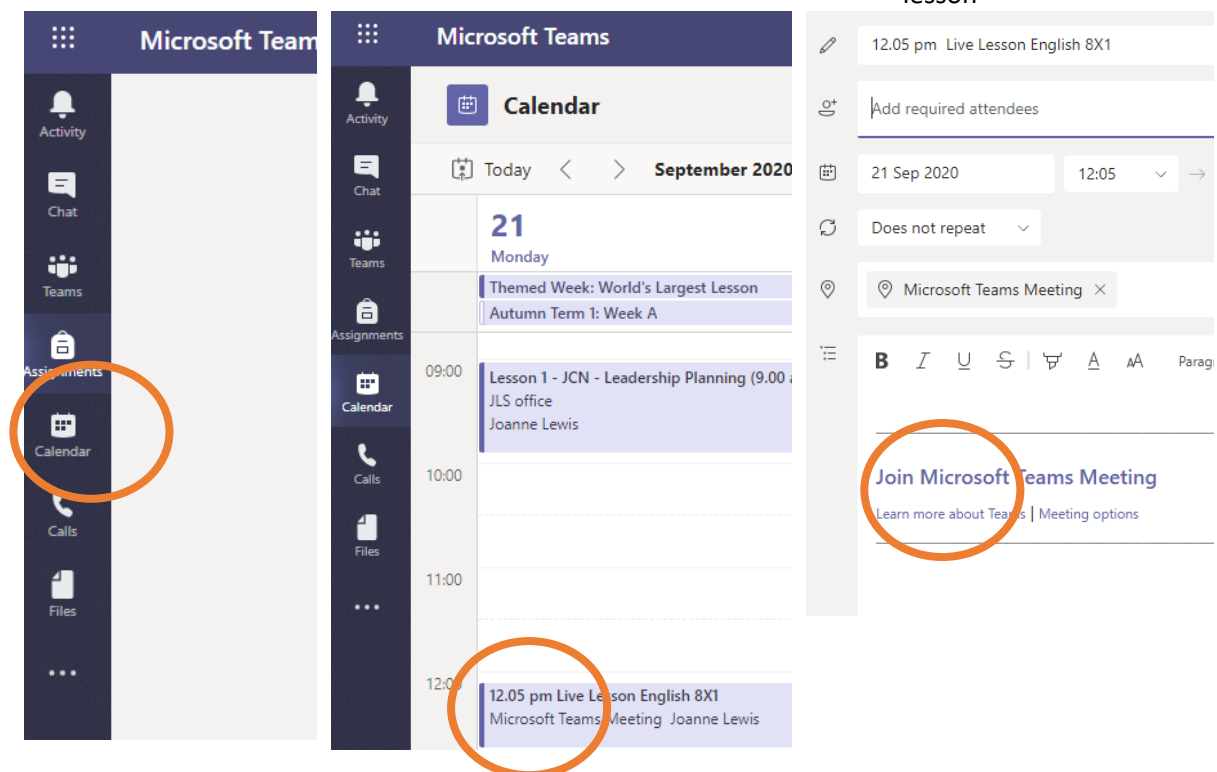 lesson
Microsoft Team
Activity
Chat
Teams
Assignments
Calendar
Calls
Files
Microsoft Teams
Activity
Chat
Teams
Assignments
Calendar
Calls
Files
Calendar
Today
September 2020
21
Monday
Themed Week: World's Largest Lesson
Autumn Term 1: Week A
09:00
Lesson 1 - JCN - Leadership Planning (9.00
JLS office
Joanne Lewis
10:00
11:00
12:00
12.05 pm Live Lesson English 8X1
Microsoft Teams Meeting Joanne Lewis
12.05 pm Live Lesson English 8X1
Add required attendees
21 Sep 2020 12:05
Does not repeat
Microsoft Teams Meeting
B I U S A AA Paragr
Join Microsoft Teams Meeting
Learn more about Teams | Meeting options